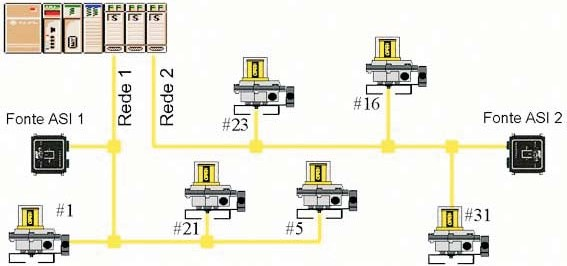 Rede 1
Rede 2
#23
#16
Fonte ASI 1
Fonte ASI 2
#1
#21
#5
#31